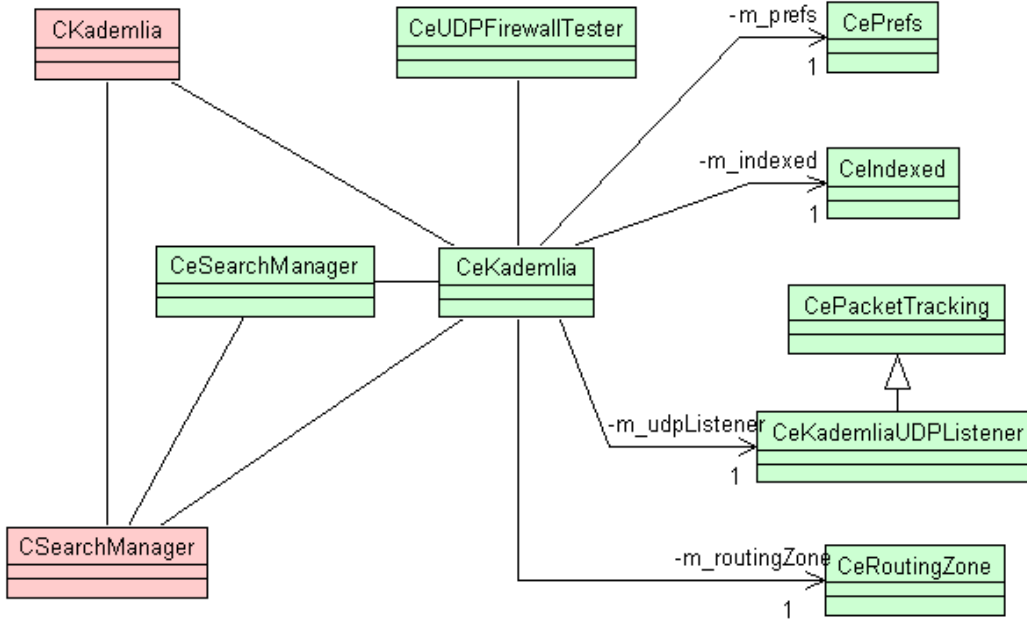 CKademlia
CeUDPFirewallTester
-m_prefs
CePrefs
1
-m_indexed
CeIndexed
1
CeSearchManager
CeKademlia
CePacketTracking
-m_udpListener
CeKademliaUDPListener
1
CSearchManager
-m_routingZone
CeRoutingZone
1